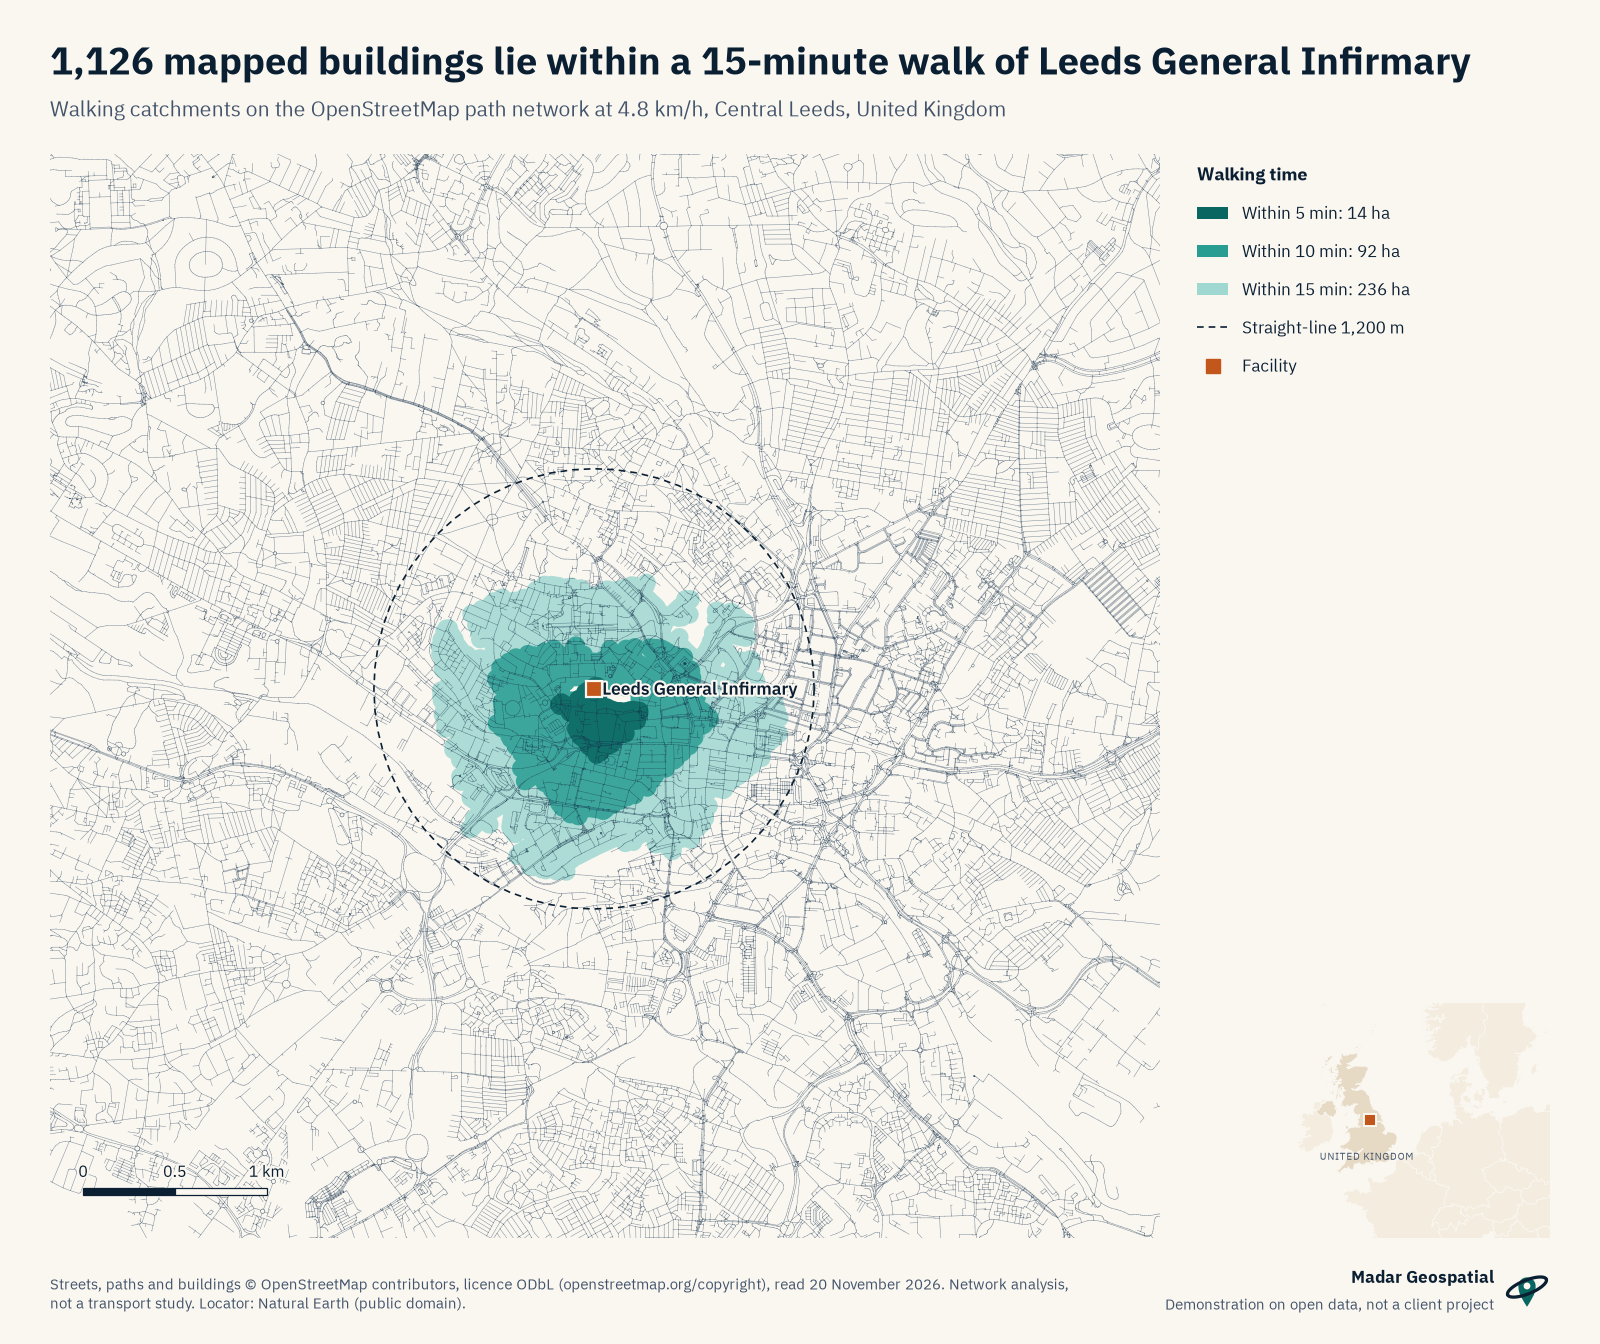 1,126 mapped buildings lie within a 15-minute walk of Leeds General Infirmary
Walking catchments on the OpenStreetMap path network at 4.8 km/h, Central Leeds, United Kingdom
Walking time
Within 5 min: 14 ha
Within 10 min: 92 ha
Within 15 min: 236 ha
Straight-line 1,200 m
Facility
Leeds General Infirmary
0 0.5 1 km
UNITED KINGDOM
Streets, paths and buildings © OpenStreetMap contributors, licence ODbL (openstreetmap.org/copyright), read 20 November 2026. Network analysis,
not a transport study. Locator: Natural Earth (public domain).
Madar Geospatial
Demonstration on open data, not a client project